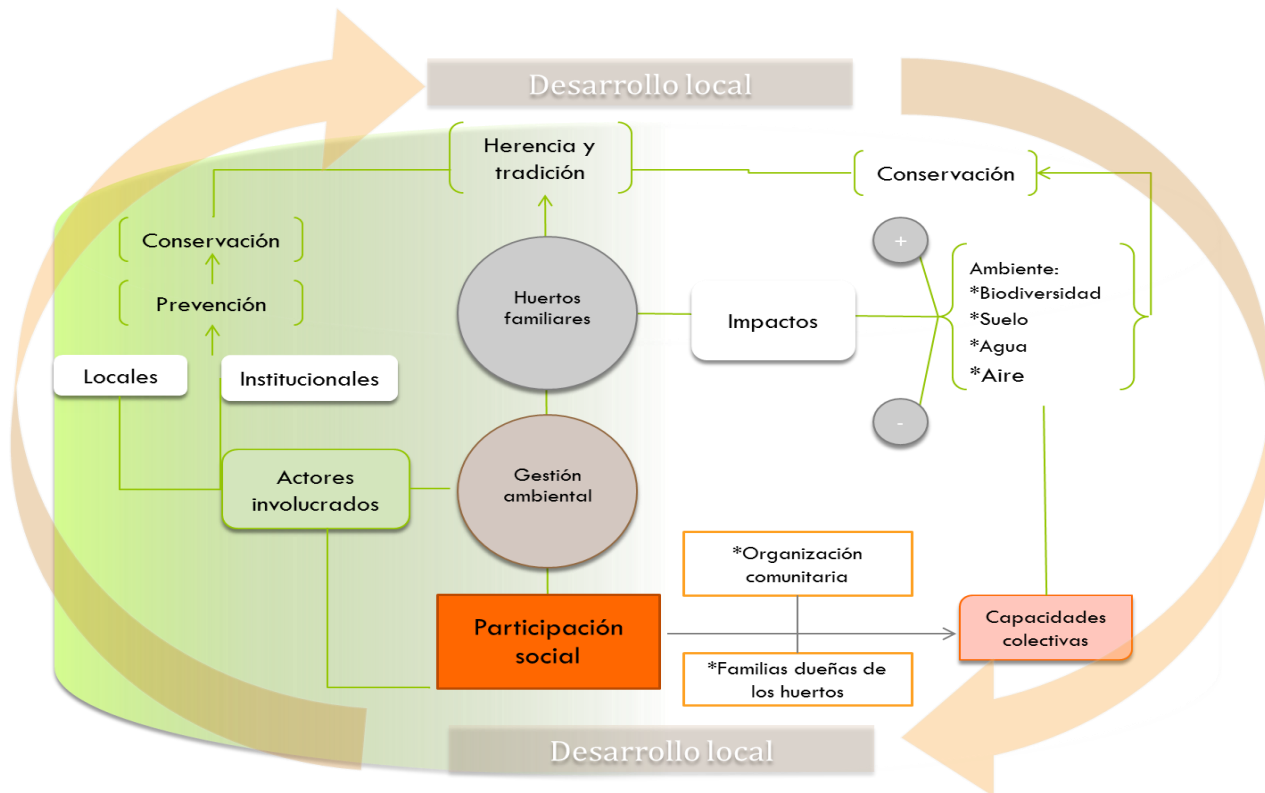 Desarrollo local
Herencia y
tradición
Conservación
Conservación
Prevención
Locales
Institucionales
Actores
involucrados
Huertos
familiares
Gestión
ambiental
Impactos
+
-
Ambiente:
*Biodiversidad
*Suelo
*Agua
*Aire
Participación
social
*Organización
comunitaria
*Familias dueñas de
los huertos
Capacidades
colectivas
Desarrollo local